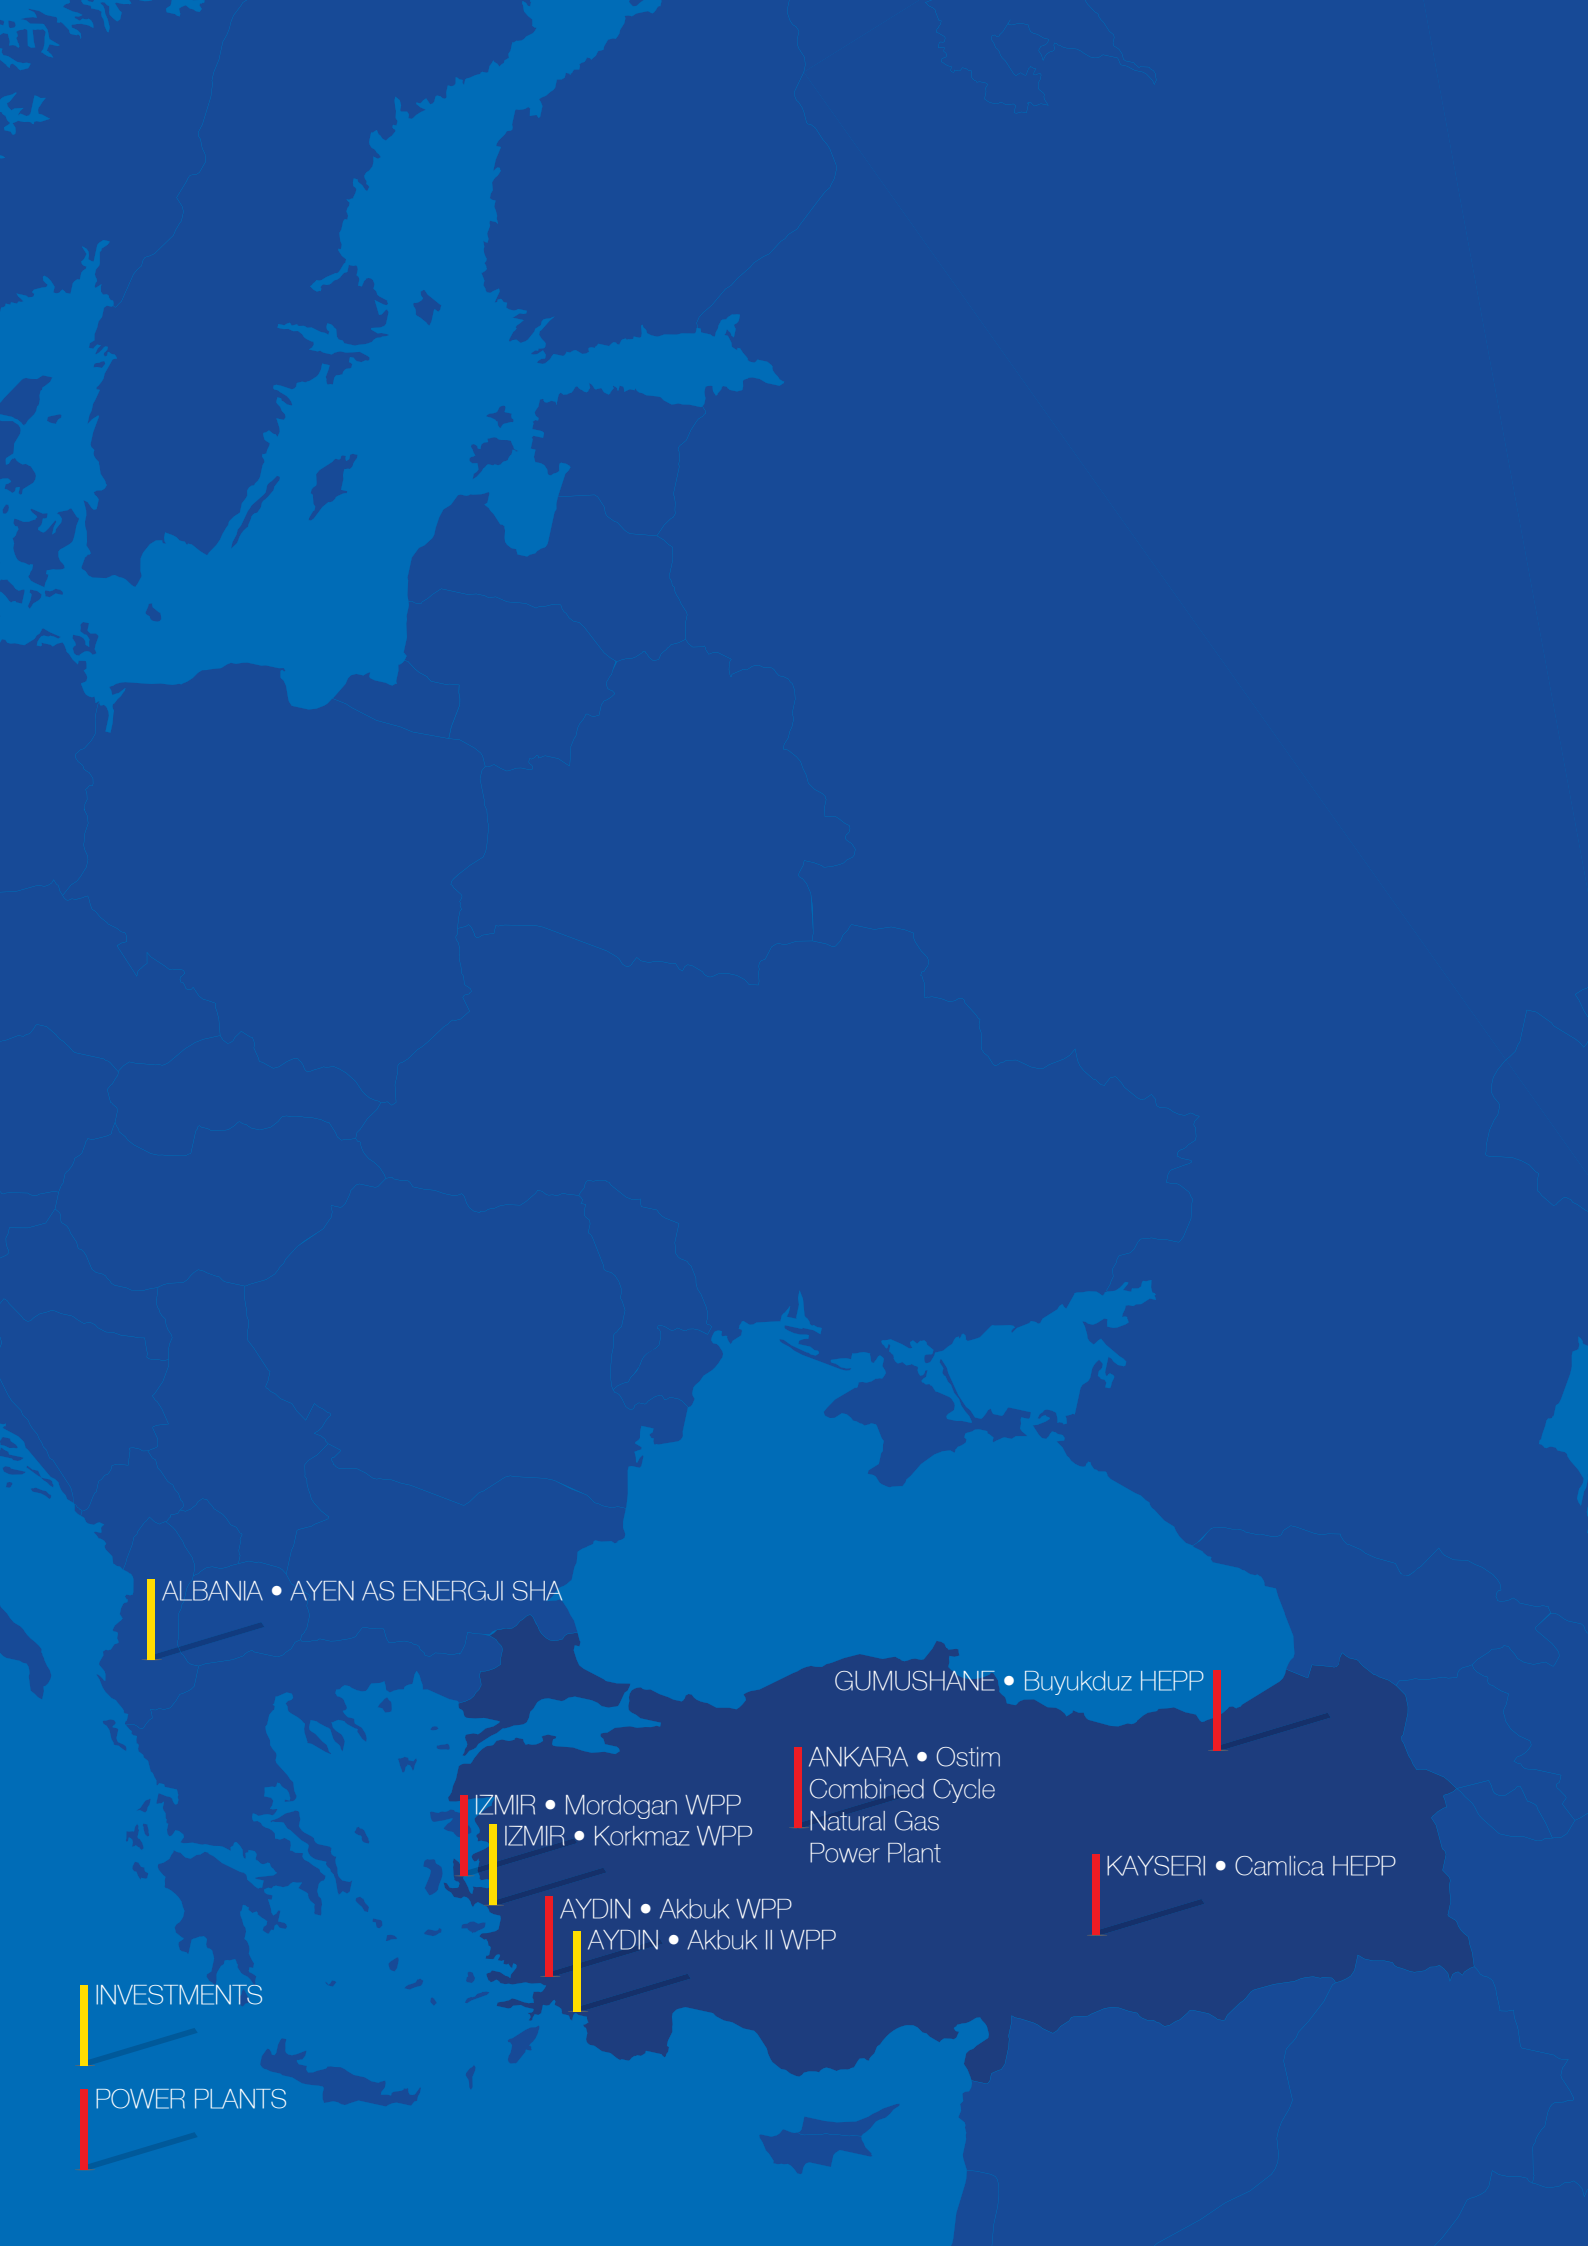 ALBANIA • AYEN AS ENERGJI SHA
GUMUSHANE • Buyukduz HEPP
ANKARA • Ostim
Combined Cycle
Natural Gas
Power Plant
IZMIR • Mordogan WPP
IZMIR • Korkmaz WPP
KAYSERI • Camlica HEPP
AYDIN • Akbuk WPP
AYDIN • Akbuk II WPP
INVESTMENTS
POWER PLANTS